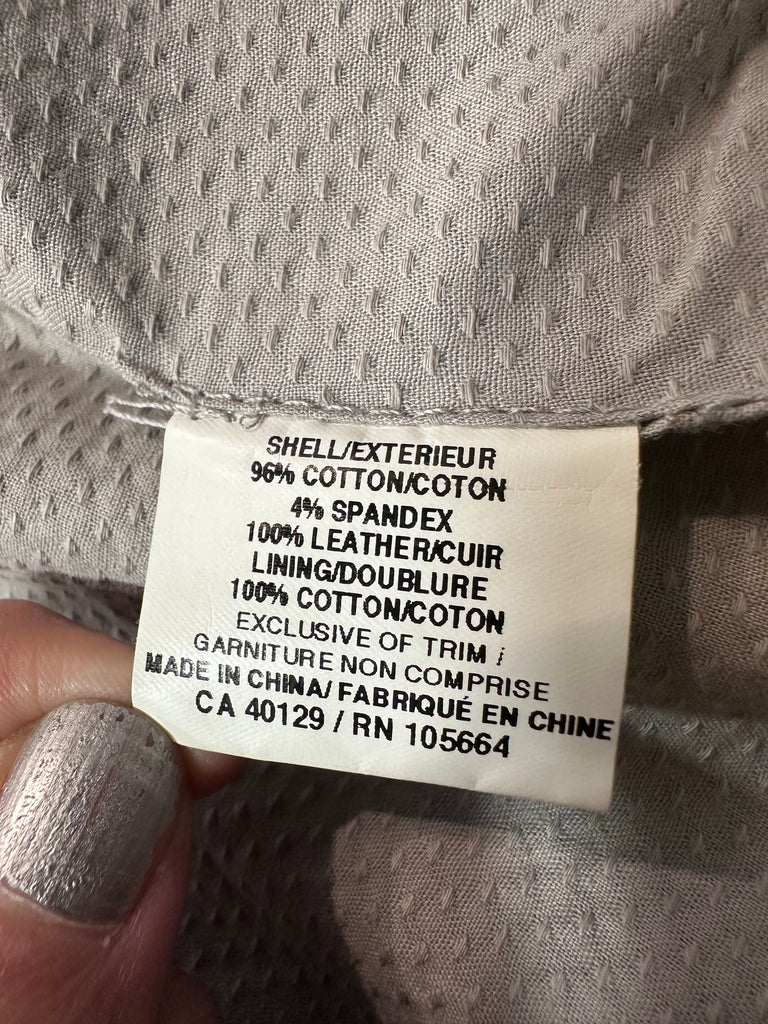 SHELL/EXTERIEUR
96% COTTON/COTON
4% SPANDEX
100% LEATHER/CUIR
LINING/DOUBLURE
100% COTTON/COTON
EXCLUSIVE OF TRIM /
GARNITURE NON COMPRISE
MADE IN CHINA/ FABRIQUÉ EN CHINE
CA 40129 / RN 105664